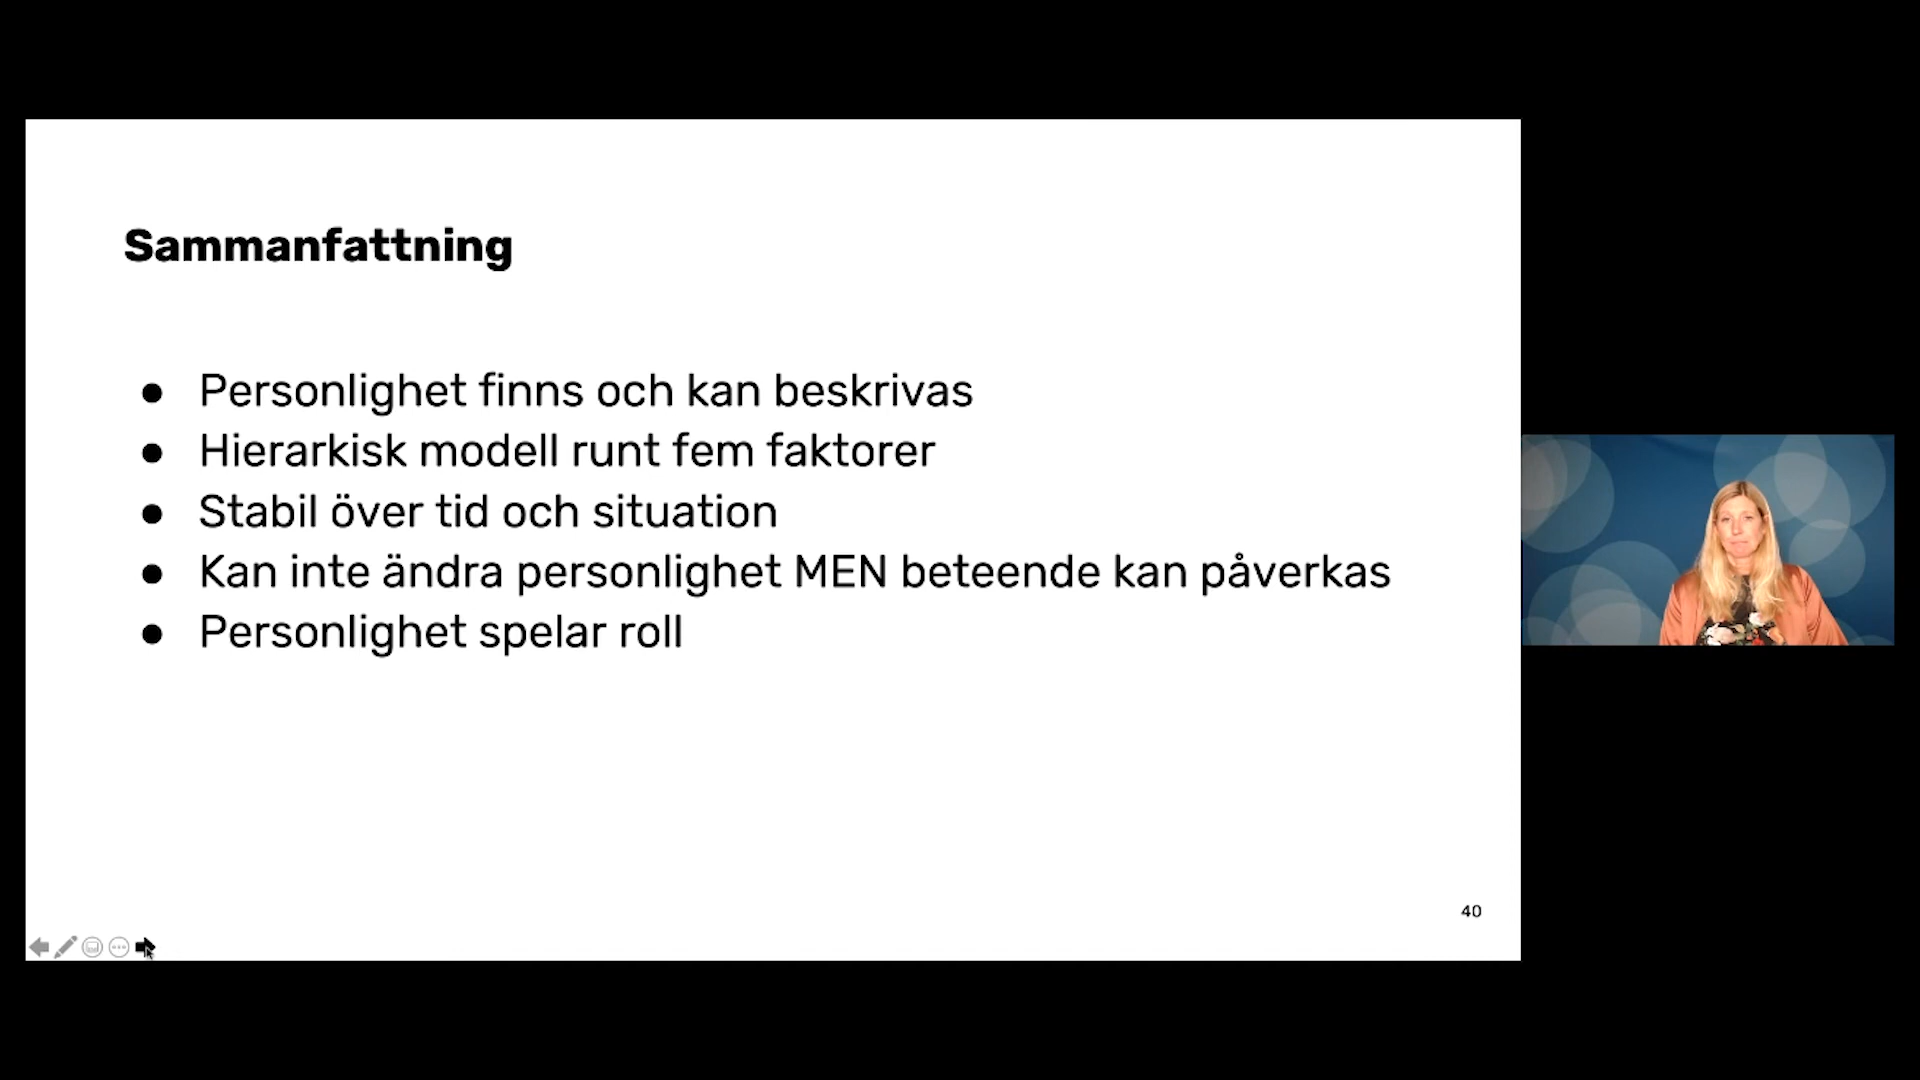 Sammanfattning
● Personlighet finns och kan beskrivas
● Hierarkisk modell runt fem faktorer
● Stabil över tid och situation
● Kan inte ändra personlighet MEN beteende kan påverkas
● Personlighet spelar roll
40